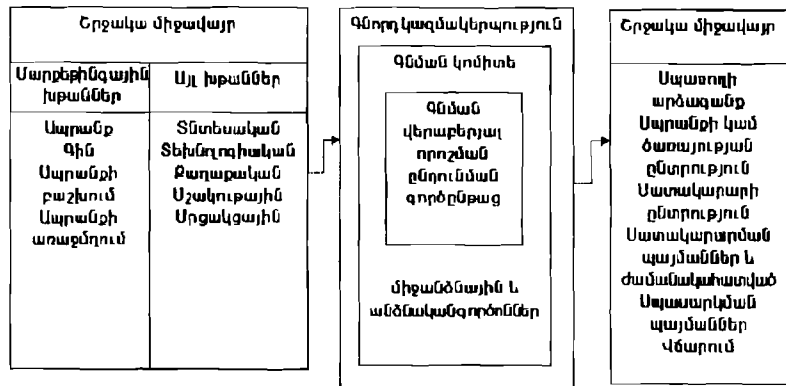 Շրջակա միջավայր
Մարքեթինգային
խթաններ
Ապրանք
Գին
Ապրանքի
բաշխում
Ապրանքի
առաջմղում
Այլ խթաններ
Տնտեսական
Տեխնոլոգիական
Քաղաքական
Մշակութային
Մրցակցային
Գնորդ կազմակերպություն
Գնման կոմիտե
Գնման
վերաբերյալ
որոշման
ընդունման
գործընթաց
միջանձնային և
անձնական գործոններ
Շրջակա միջավայր
Սպառողի
արձագանք
Ապրանքի կամ
ծառայության
ընտրություն
Մատակարարի
ընտրություն
Մատակարարման
պայմաններ և
ժամանակահատված
Սպասարկման
պայմաններ
Վճարում